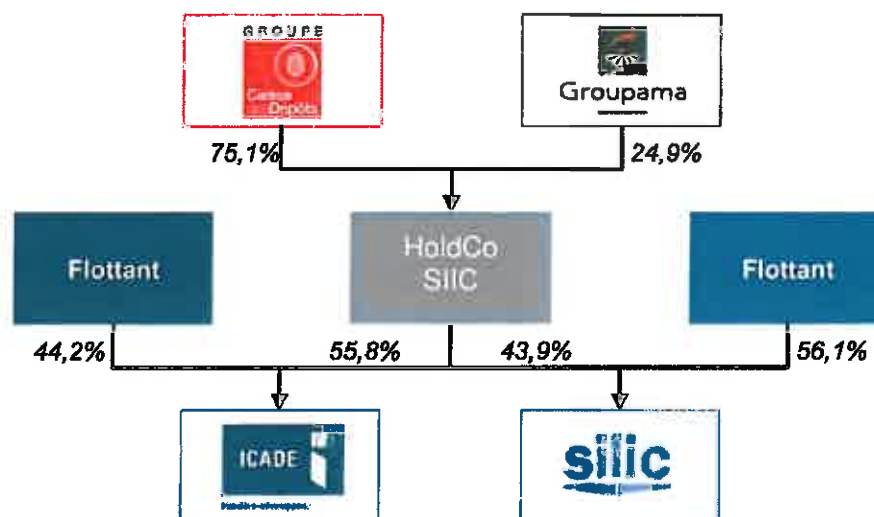 GROUPE
Caisse
des Dépôts
Groupama
75,1%
24,9%
Flottant
HoldCo
SIIC
Flottant
44,2%
55,8%
43,9%
56,1%
ICADE
silic